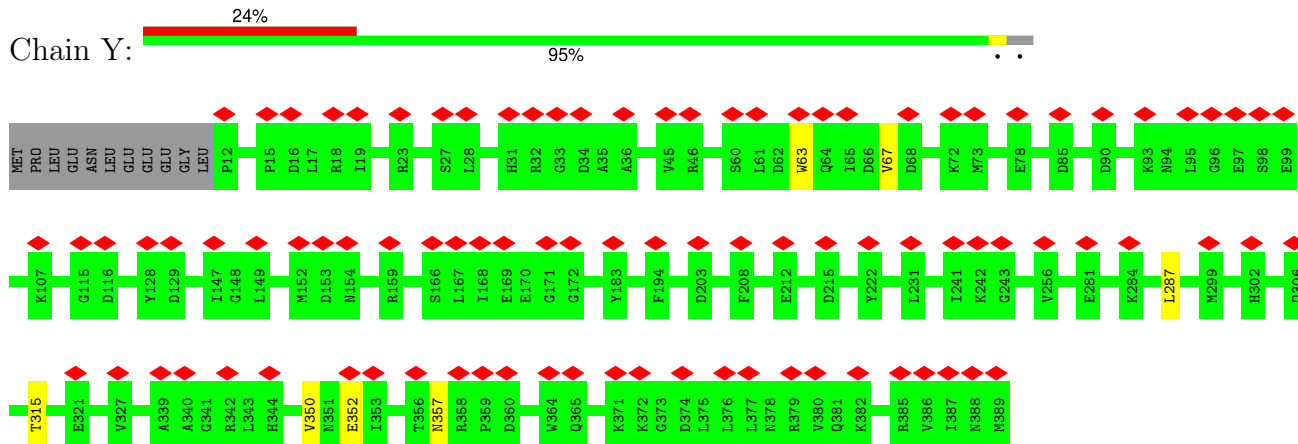 24%
Chain Y:
95%
• •
MET PRO LEU GLU ASN LEU GLU GLU GLU GLY LEU P12 P15 D16 L17 R18 I19 R23 S27 L28 H31 R32 G33 D34 A35 A36 V45 R46 S60 L61 D62 W63 Q64 I65 D66 V67 D68 K72 M73 E78 D85 D90 K93 N94 L95 G96 E97 S98 E99
K107 G115 D116 Y128 D129 I147 G148 L149 M152 D153 N154 R159 S166 L167 I168 E169 E170 G171 G172 Y183 F194 D203 F208 E212 D215 Y222 L231 I241 K242 G243 V256 E281 K284 L287 M299 H302 Q306
T315 E321 V327 A339 A340 G341 R342 L343 H344 V350 N351 E352 I353 T356 N357 R358 P359 D360 W364 Q365 K371 K372 G373 D374 L375 L376 L377 N378 R379 V380 Q381 K382 R385 V386 I387 N388 M389